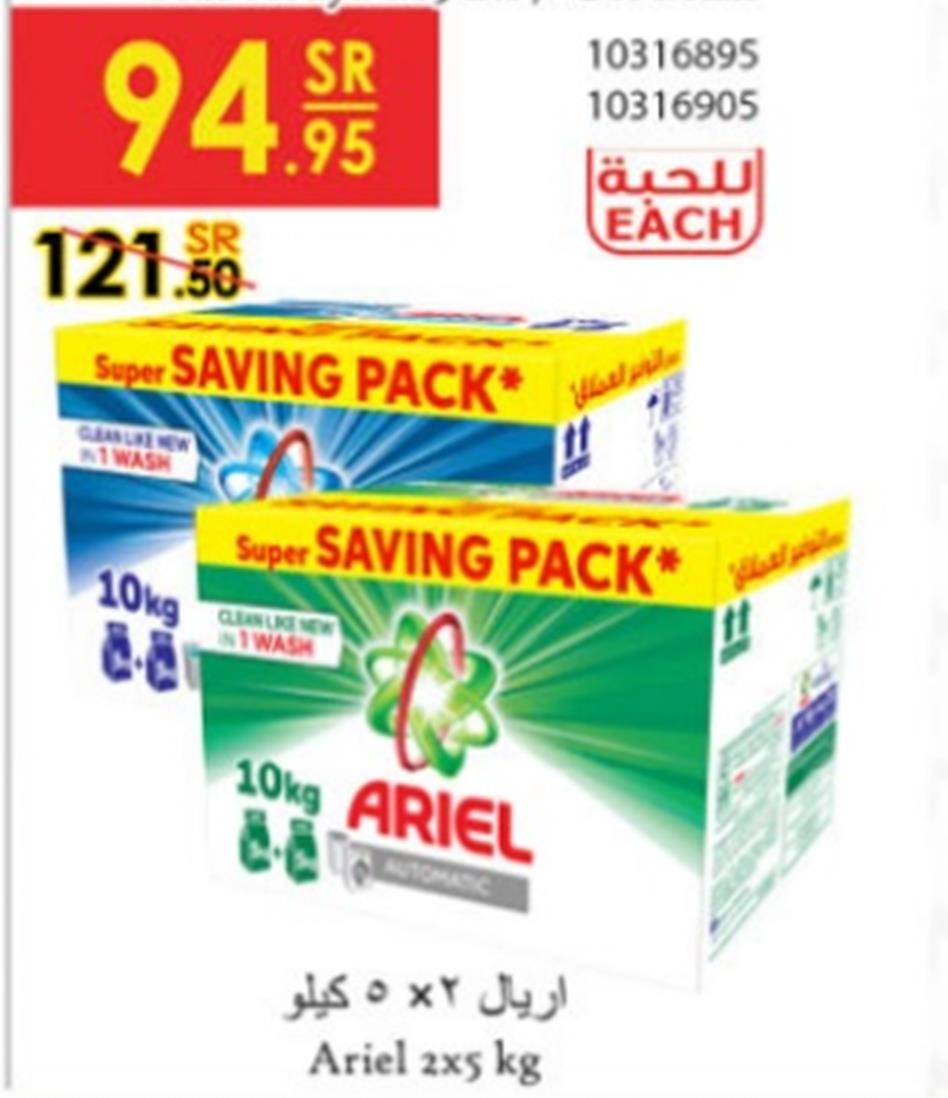 94.95 SR
10316895
10316905
للحبة
EACH
121.50 SR
Super SAVING PACK*
CLEAN LIKE NEW
IN 1 WASH
10kg
Super SAVING PACK*
CLEAN LIKE NEW
IN 1 WASH
10kg
ARIEL
AUTOMATIC
اريال ٢× ٥ كيلو
Ariel 2x5 kg